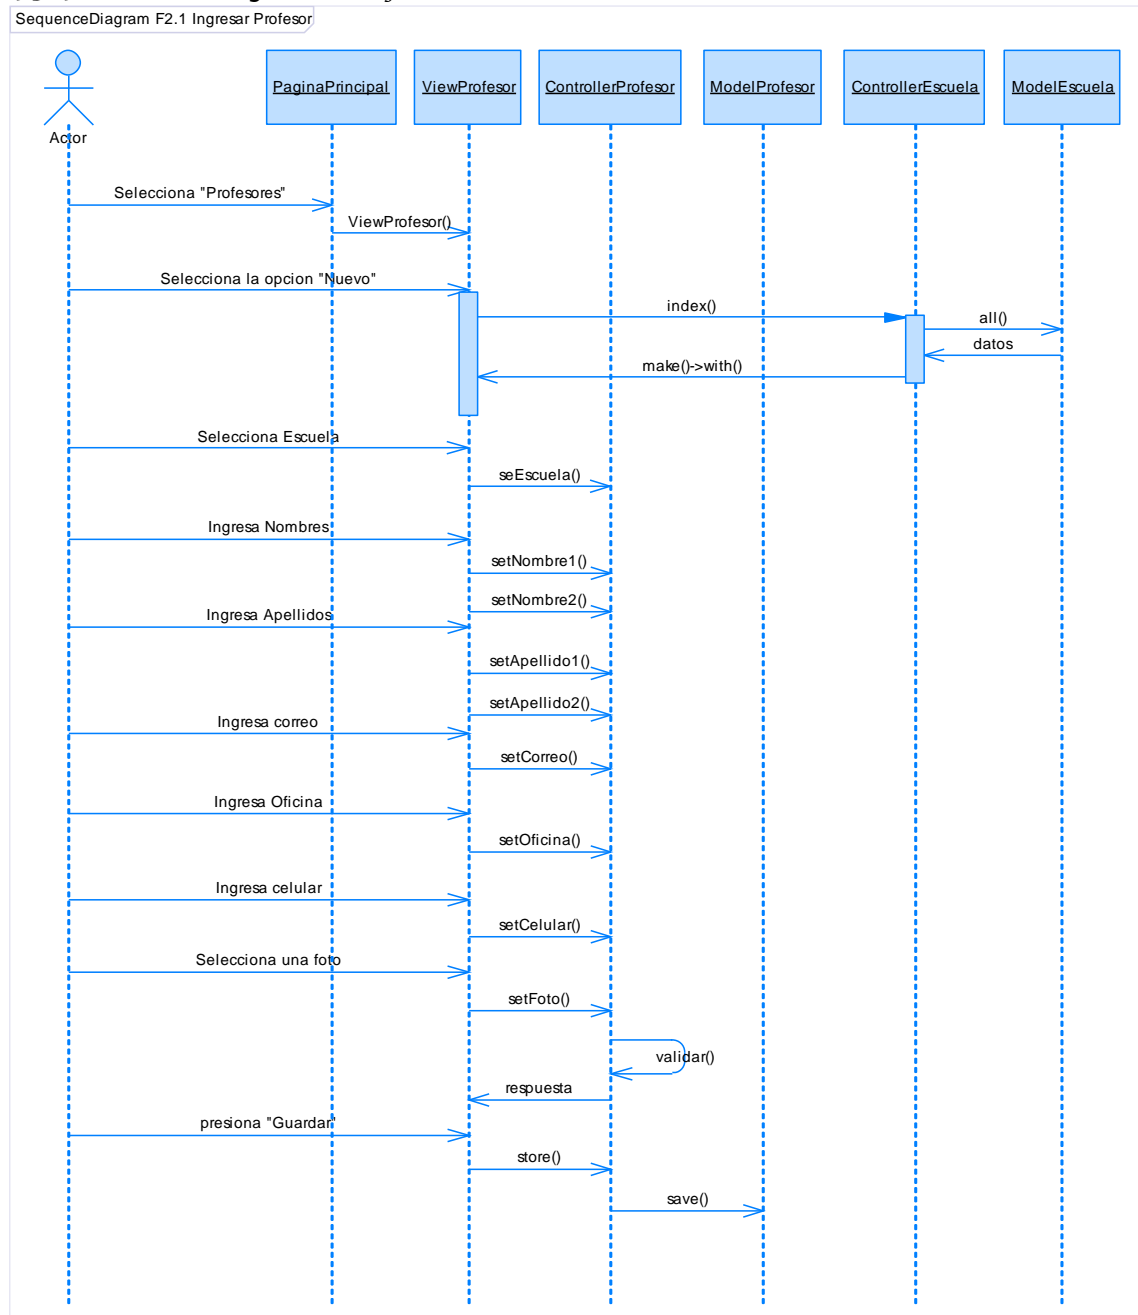 SequenceDiagram F2.1 Ingresar Profesor
Actor
PaginaPrincipal
ViewProfesor
ControllerProfesor
ModelProfesor
ControllerEscuela
ModelEscuela
Selecciona "Profesores"
ViewProfesor()
Selecciona la opcion "Nuevo"
index()
all()
datos
make()->with()
Selecciona Escuela
seEscuela()
Ingresa Nombres
setNombre1()
setNombre2()
Ingresa Apellidos
setApellido1()
setApellido2()
Ingresa correo
setCorreo()
Ingresa Oficina
setOficina()
Ingresa celular
setCelular()
Selecciona una foto
setFoto()
validar()
respuesta
presiona "Guardar"
store()
save()